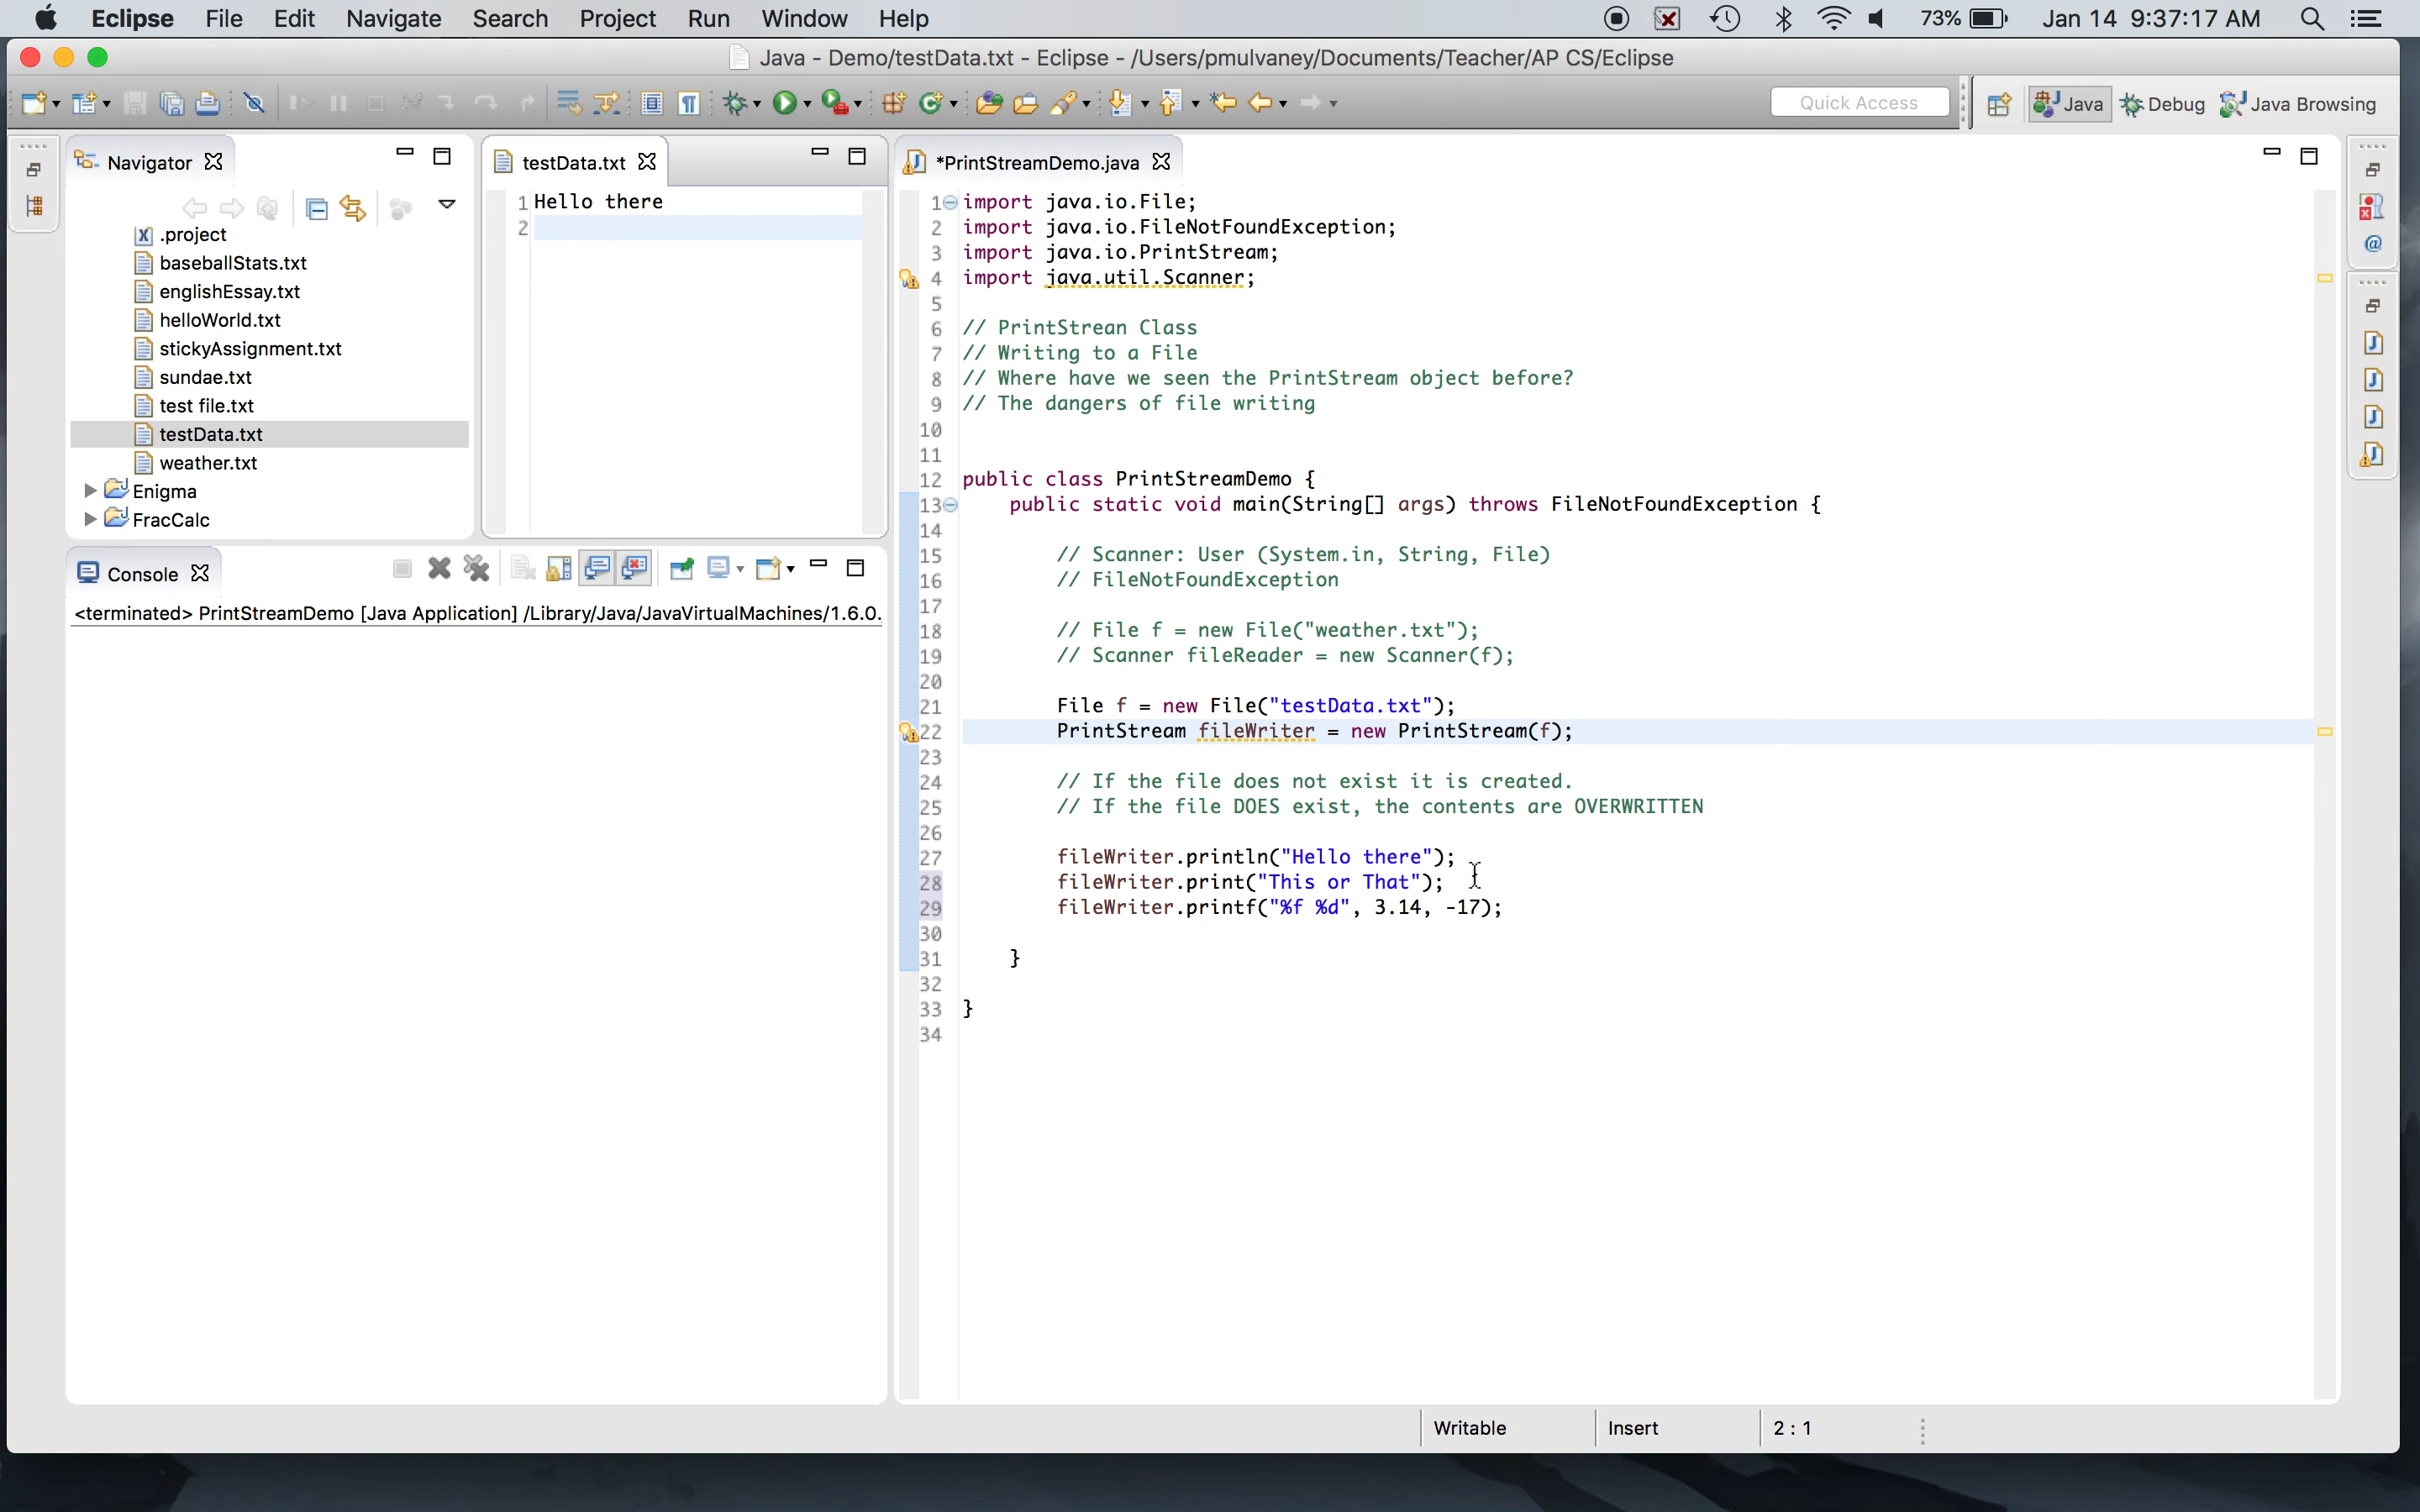 Eclipse File Edit Navigate Search Project Run Window Help 73% Jan 14 9:37:17 AM
Java - Demo/testData.txt - Eclipse - /Users/pmulvaney/Documents/Teacher/AP CS/Eclipse
Quick Access Java Debug Java Browsing
Navigator
.project
baseballStats.txt
englishEssay.txt
helloWorld.txt
stickyAssignment.txt
sundae.txt
test file.txt
testData.txt
weather.txt
Enigma
FracCalc
testData.txt
1 Hello there
2
Console
<terminated> PrintStreamDemo [Java Application] /Library/Java/JavaVirtualMachines/1.6.0.
*PrintStreamDemo.java
1 import java.io.File;
2 import java.io.FileNotFoundException;
3 import java.io.PrintStream;
4 import java.util.Scanner;
5
6 // PrintStrean Class
7 // Writing to a File
8 // Where have we seen the PrintStream object before?
9 // The dangers of file writing
10
11
12 public class PrintStreamDemo {
13 public static void main(String[] args) throws FileNotFoundException {
14
15 // Scanner: User (System.in, String, File)
16 // FileNotFoundException
17
18 // File f = new File("weather.txt");
19 // Scanner fileReader = new Scanner(f);
20
21 File f = new File("testData.txt");
22 PrintStream fileWriter = new PrintStream(f);
23
24 // If the file does not exist it is created.
25 // If the file DOES exist, the contents are OVERWRITTEN
26
27 fileWriter.println("Hello there");
28 fileWriter.print("This or That");
29 fileWriter.printf("%f %d", 3.14, -17);
30
31 }
32
33 }
34
Writable Insert 2 : 1